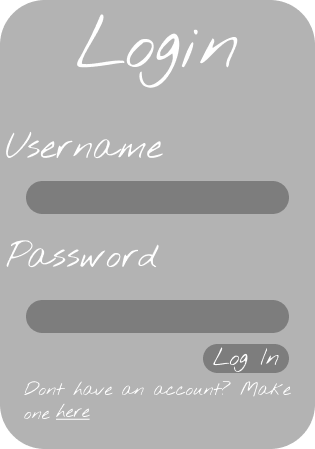 Login
Username
Password
Log In
Dont have an account? Make
one here